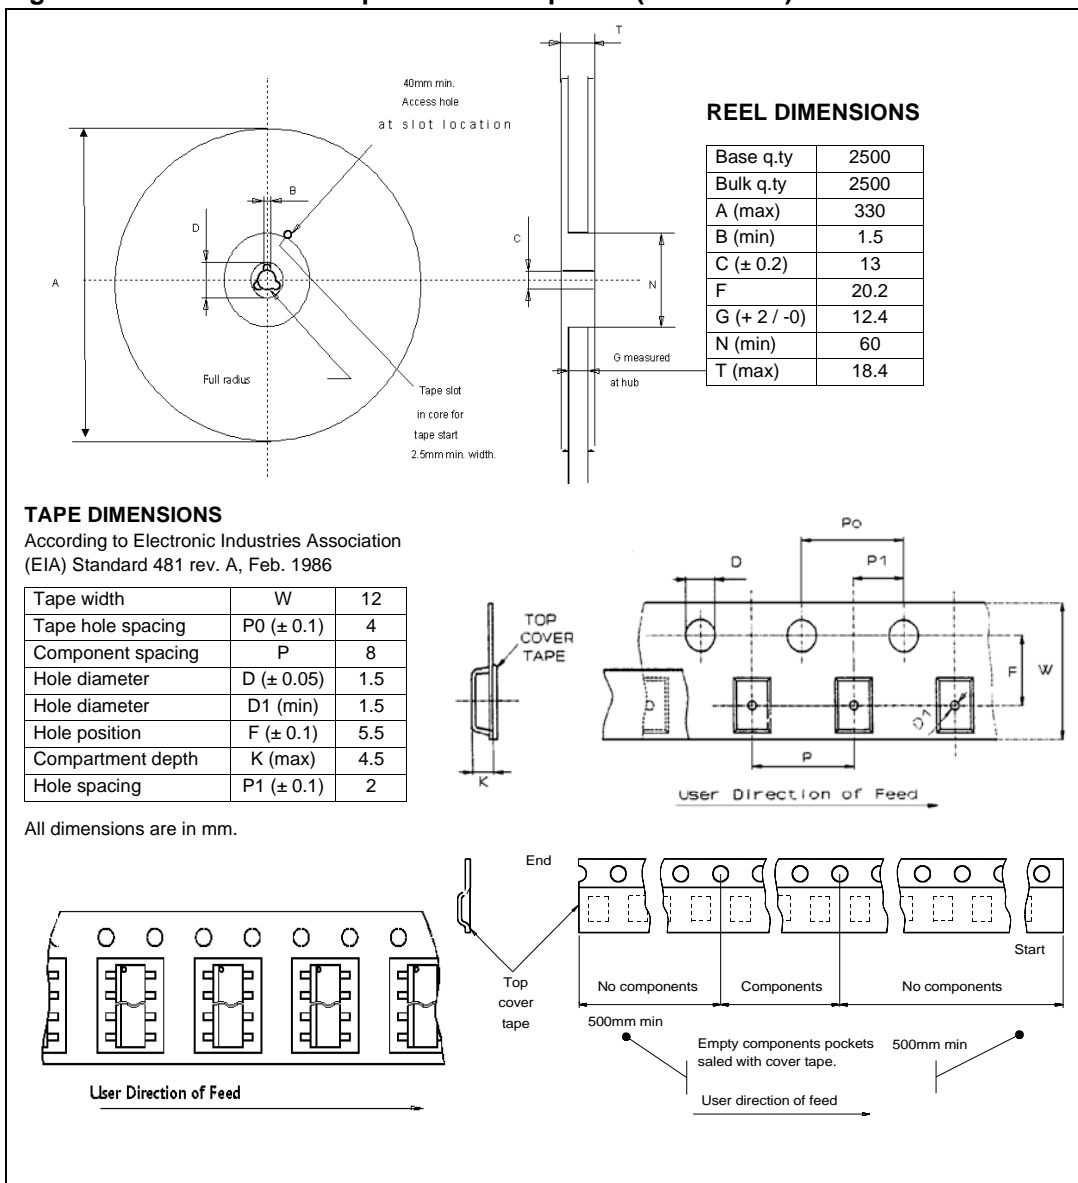 T
40mm min.
Access hole
at slot location
B
D
C
A
N
Full radius
G measured
at hub
Tape slot
in core for
tape start
2.5mm min. width.
REEL DIMENSIONS
Base q.ty 2500
Bulk q.ty 2500
A (max) 330
B (min) 1.5
C (± 0.2) 13
F 20.2
G (+ 2 / -0) 12.4
N (min) 60
T (max) 18.4
TAPE DIMENSIONS
According to Electronic Industries Association
(EIA) Standard 481 rev. A, Feb. 1986
Tape width W 12
Tape hole spacing P0 (± 0.1) 4
Component spacing P 8
Hole diameter D (± 0.05) 1.5
Hole diameter D1 (min) 1.5
Hole position F (± 0.1) 5.5
Compartment depth K (max) 4.5
Hole spacing P1 (± 0.1) 2
All dimensions are in mm.
TOP
COVER
TAPE
K
Po
D
P1
F
W
D1
P
User Direction of Feed
User Direction of Feed
End
Start
Top
cover
tape
No components
Components
No components
500mm min
Empty components pockets
saled with cover tape.
500mm min
User direction of feed